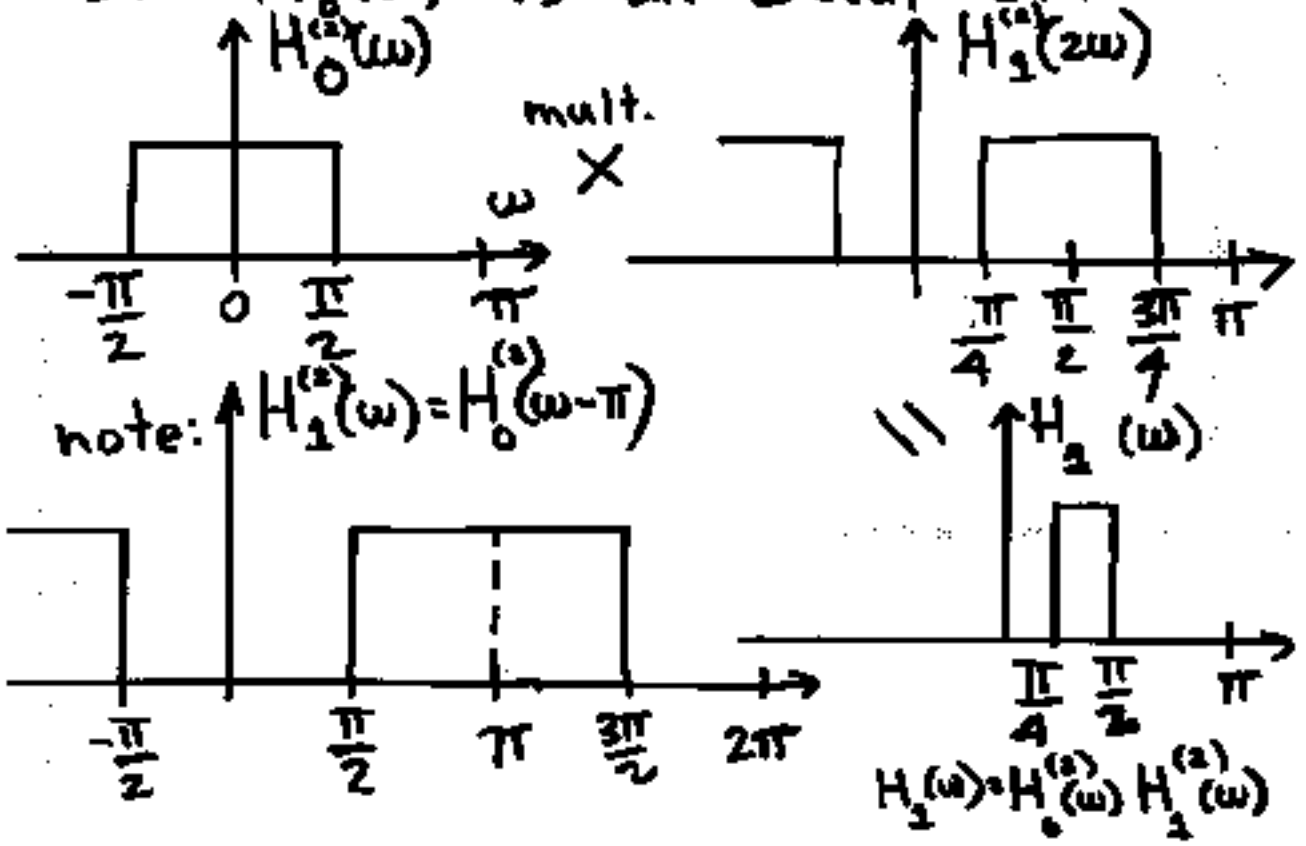 H₀⁽²⁾(ω)
mult.
×
H₁⁽²⁾(2ω)
ω
-π/2 0 π/2 π
π/4 π/2 3π/4 π
note: H₁⁽²⁾(ω) = H₀⁽²⁾(ω-π)
H₁(ω)
-π/2 π/2 π 3π/2 2π
π/4 π/2 π
H₁(ω) = H₀⁽²⁾(ω) H₁⁽²⁾(ω)